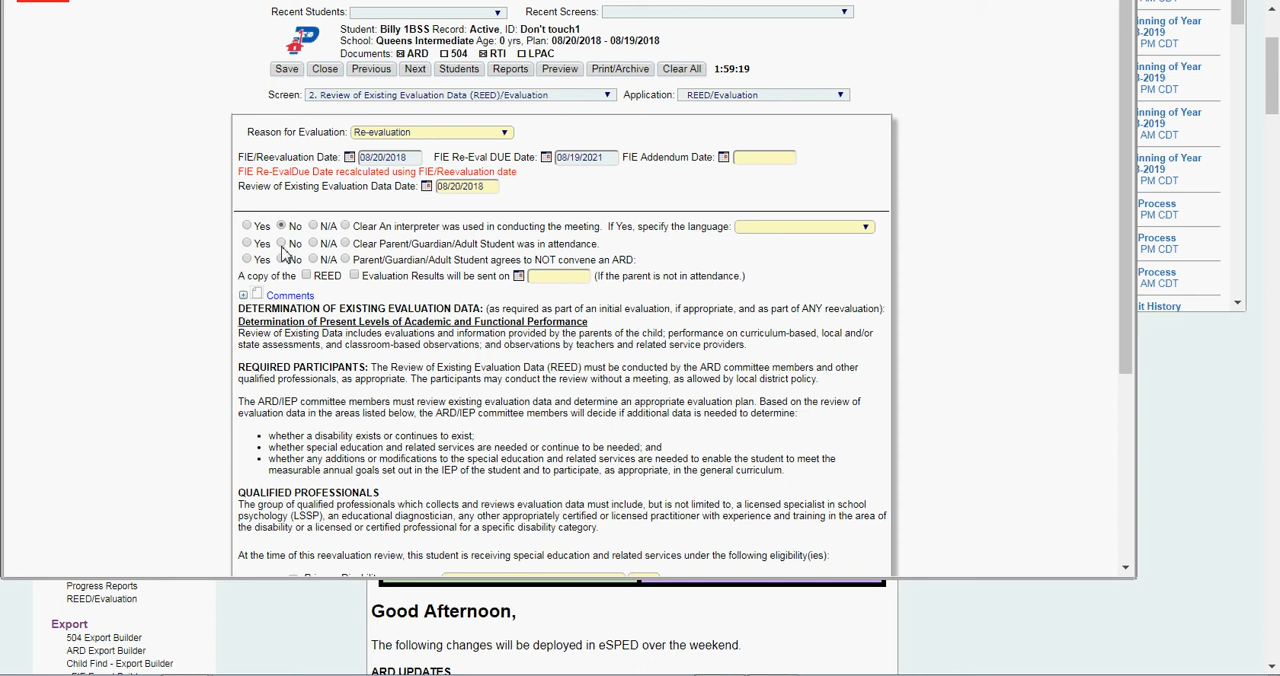 Recent Students:
Recent Screens:
Student: Billy 1BSS Record: Active, ID: Don't touch1
School: Queens Intermediate Age: 0 yrs, Plan: 08/20/2018 - 08/19/2018
Documents: ARD 504 RTI LPAC
Save Close Previous Next Students Reports Preview Print/Archive Clear All 1:59:19
Screen: 2. Review of Existing Evaluation Data (REED)/Evaluation Application: REED/Evaluation
Reason for Evaluation: Re-evaluation
FIE/Reevaluation Date: 08/20/2018 FIE Re-Eval DUE Date: 08/19/2021 FIE Addendum Date:
FIE Re-EvalDue Date recalculated using FIE/Reevaluation date
Review of Existing Evaluation Data Date: 08/20/2018
Yes No N/A Clear An interpreter was used in conducting the meeting. If Yes, specify the language:
Yes No N/A Clear Parent/Guardian/Adult Student was in attendance.
Yes No N/A Parent/Guardian/Adult Student agrees to NOT convene an ARD:
A copy of the REED Evaluation Results will be sent on (If the parent is not in attendance.)
Comments
DETERMINATION OF EXISTING EVALUATION DATA: (as required as part of an initial evaluation, if appropriate, and as part of ANY reevaluation):
Determination of Present Levels of Academic and Functional Performance
Review of Existing Data includes evaluations and information provided by the parents of the child; performance on curriculum-based, local and/or
state assessments, and classroom-based observations; and observations by teachers and related service providers.
REQUIRED PARTICIPANTS: The Review of Existing Evaluation Data (REED) must be conducted by the ARD committee members and other
qualified professionals, as appropriate. The participants may conduct the review without a meeting, as allowed by local district policy.
The ARD/IEP committee members must review existing evaluation data and determine an appropriate evaluation plan. Based on the review of
evaluation data in the areas listed below, the ARD/IEP committee members will decide if additional data is needed to determine:
whether a disability exists or continues to exist;
whether special education and related services are needed or continue to be needed; and
whether any additions or modifications to the special education and related services are needed to enable the student to meet the
measurable annual goals set out in the IEP of the student and to participate, as appropriate, in the general curriculum.
QUALIFIED PROFESSIONALS
The group of qualified professionals which collects and reviews evaluation data must include, but is not limited to, a licensed specialist in school
psychology (LSSP), an educational diagnostician, any other appropriately certified or licensed practitioner with experience and training in the area of
the disability or a licensed or certified professional for a specific disability category.
At the time of this reevaluation review, this student is receiving special education and related services under the following eligibility(ies):
inning of Year
-2019
PM CDT
inning of Year
-2019
PM CDT
inning of Year
-2019
AM CDT
inning of Year
-2019
PM CDT
Process
PM CDT
Process
PM CDT
Process
AM CDT
it History
Progress Reports
REED/Evaluation
Export
504 Export Builder
ARD Export Builder
Child Find - Export Builder
Good Afternoon,
The following changes will be deployed in eSPED over the weekend.
ARD UPDATES